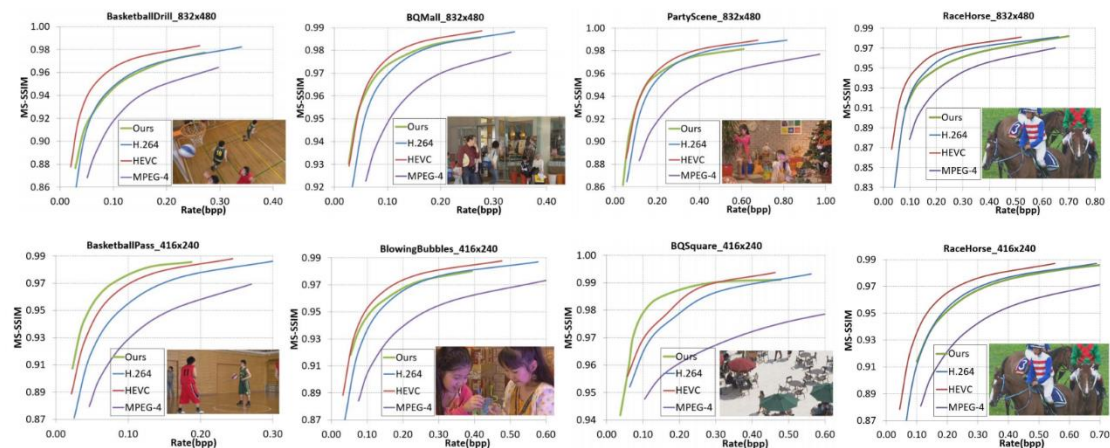 BasketballDrill_832x480
MS-SSIM
1.00
0.98
0.96
0.94
0.92
0.90
0.88
0.86
Ours
H.264
HEVC
MPEG-4
0.00 0.10 0.20 0.30 0.40
Rate(bpp)
BQMall_832x480
MS-SSIM
0.99
0.98
0.97
0.96
0.95
0.94
0.93
0.92
Ours
H.264
HEVC
MPEG-4
0.00 0.10 0.20 0.30 0.40
Rate(bpp)
PartyScene_832x480
MS-SSIM
1.00
0.98
0.96
0.94
0.92
0.90
0.88
0.86
Ours
H.264
HEVC
MPEG-4
0.00 0.20 0.40 0.60 0.80 1.00
Rate(bpp)
RaceHorse_832x480
MS-SSIM
0.99
0.97
0.95
0.93
0.91
0.89
0.87
0.85
0.83
Ours
H.264
HEVC
MPEG-4
0.00 0.10 0.20 0.30 0.40 0.50 0.60 0.70 0.80
Rate(bpp)
BasketballPass_416x240
MS-SSIM
0.99
0.97
0.95
0.93
0.91
0.89
0.87
Ours
H.264
HEVC
MPEG-4
0.00 0.10 0.20 0.30
Rate(bpp)
BlowingBubbles_416x240
MS-SSIM
0.99
0.97
0.95
0.93
0.91
0.89
0.87
Ours
H.264
HEVC
MPEG-4
0.00 0.10 0.20 0.30 0.40 0.50 0.60
Rate(bpp)
BQSquare_416x240
MS-SSIM
1.00
0.99
0.98
0.97
0.96
0.95
0.94
Ours
H.264
HEVC
MPEG-4
0.00 0.10 0.20 0.30 0.40 0.50 0.60
Rate(bpp)
RaceHorse_416x240
MS-SSIM
0.99
0.97
0.95
0.93
0.91
0.89
0.87
Ours
H.264
HEVC
MPEG-4
0.00 0.10 0.20 0.30 0.40 0.50 0.60 0.70
Rate(bpp)